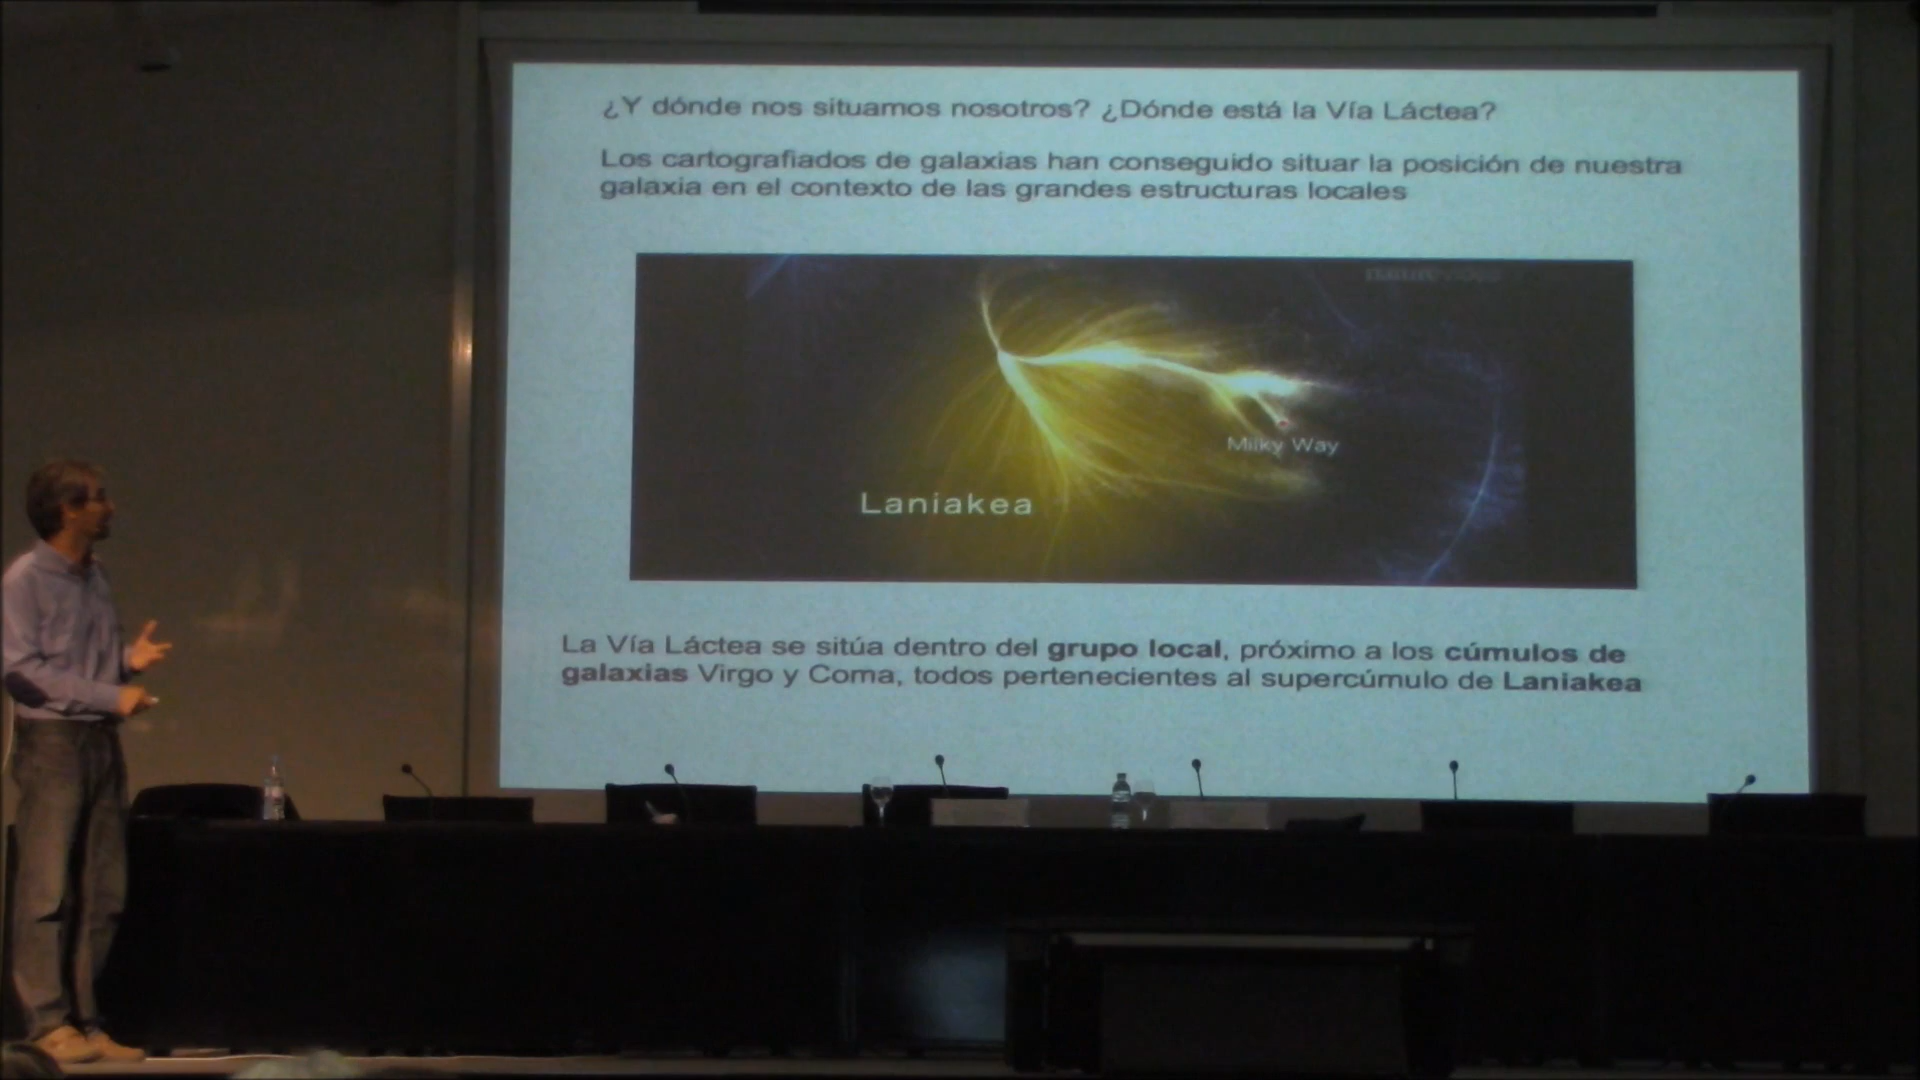 ¿Y dónde nos situamos nosotros? ¿Dónde está la Vía Láctea?
Los cartografiados de galaxias han conseguido situar la posición de nuestra
galaxia en el contexto de las grandes estructuras locales
nature video
Milky Way
Laniakea
La Vía Láctea se sitúa dentro del grupo local, próximo a los cúmulos de
galaxias Virgo y Coma, todos pertenecientes al supercúmulo de Laniakea